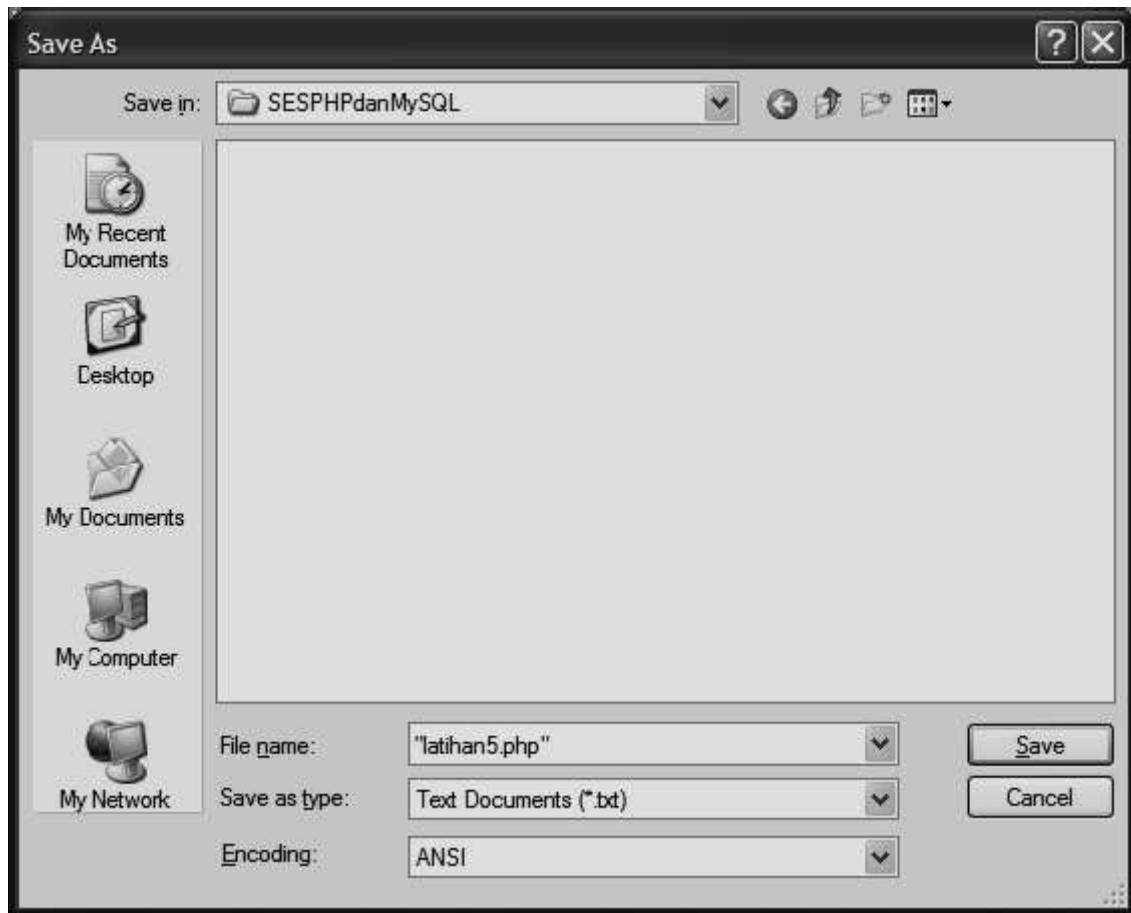 Save As
Save in: SESPHPdanMySQL
My Recent
Documents
Desktop
My Documents
My Computer
My Network
File name: "latihan5.php" Save
Save as type: Text Documents (*.txt) Cancel
Encoding: ANSI